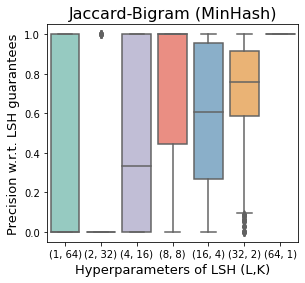 Jaccard-Bigram (MinHash)
Precision w.r.t. LSH guarantees
1.0
0.8
0.6
0.4
0.2
0.0
(1, 64) (2, 32) (4, 16) (8, 8) (16, 4) (32, 2) (64, 1)
Hyperparameters of LSH (L,K)